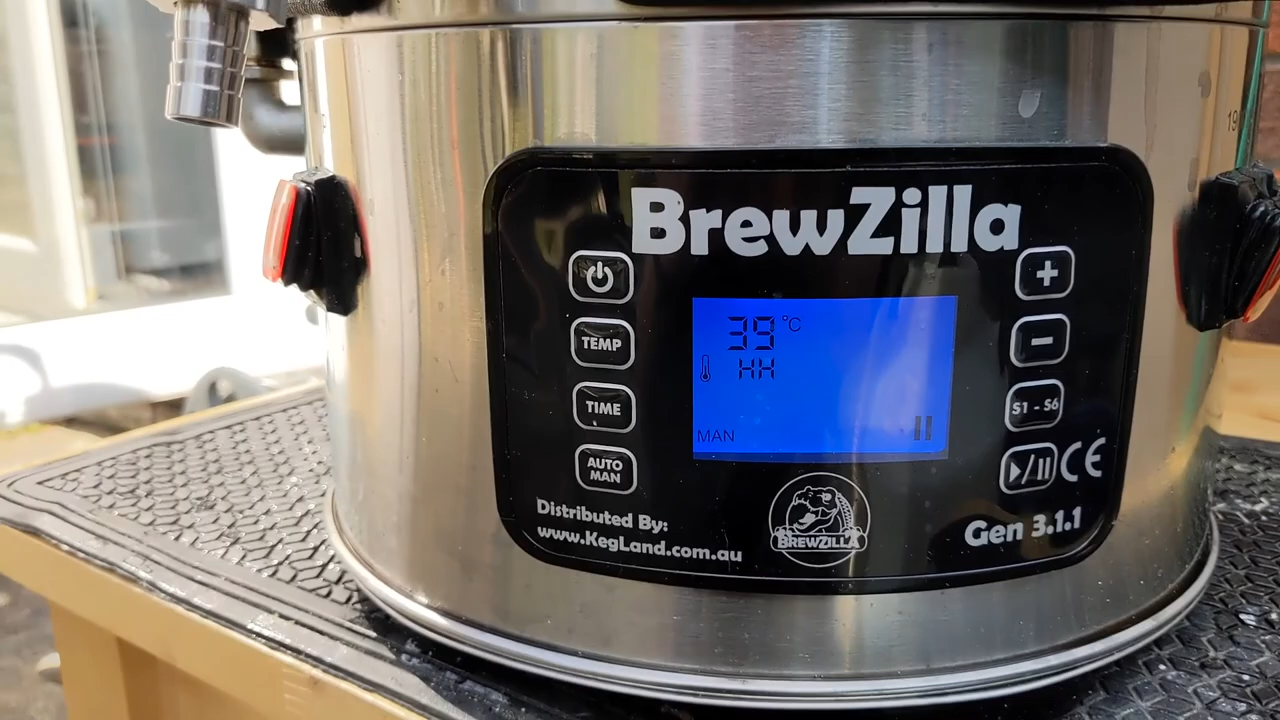 BrewZilla
39 °C
HH
MAN
TEMP
TIME
AUTO
MAN
+
-
S1 - S6
CE
Distributed By:
www.KegLand.com.au
BREWZILLA
Gen 3.1.1